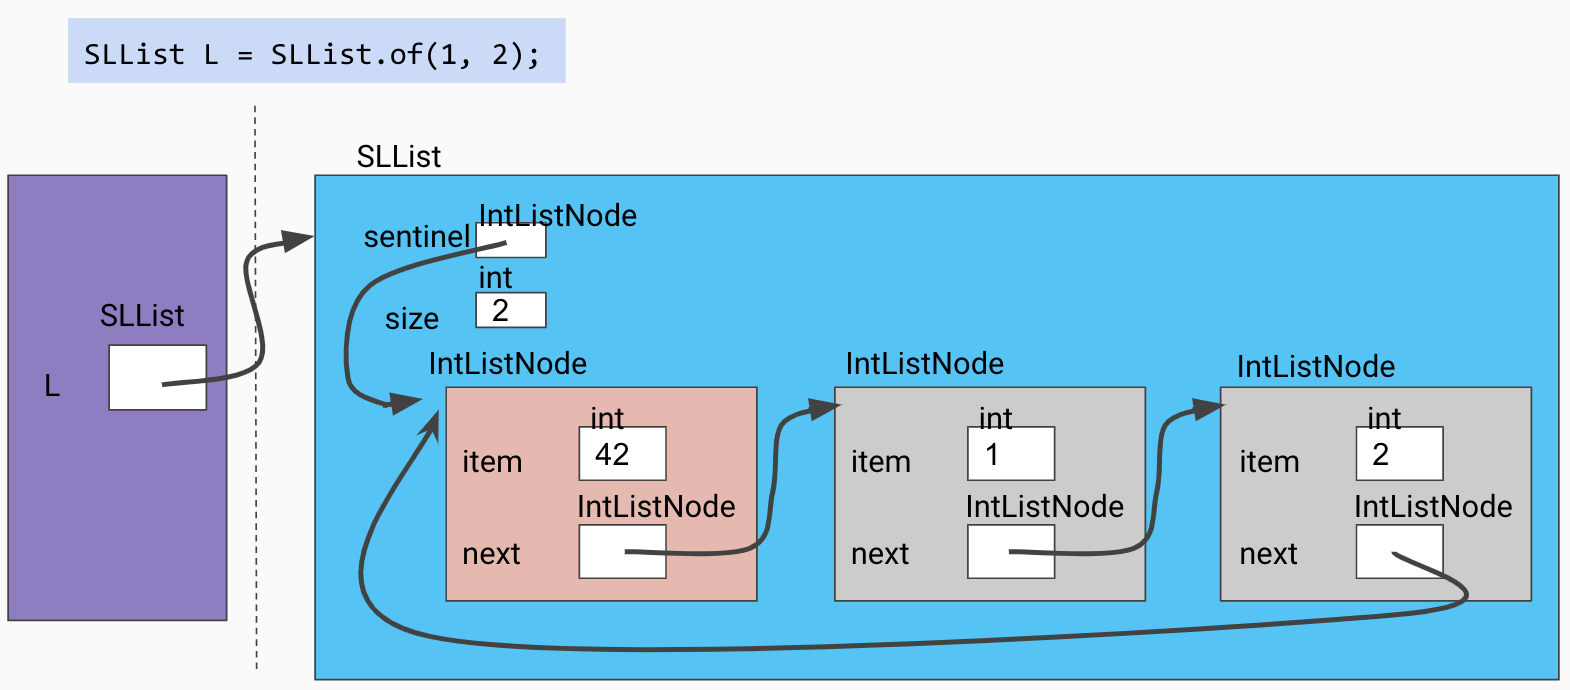 SLList L = SLList.of(1, 2);
SLList
IntListNode
sentinel
int
size 2
SLList
L
IntListNode
int
item 42
IntListNode
next
IntListNode
int
item 1
IntListNode
next
IntListNode
int
item 2
IntListNode
next